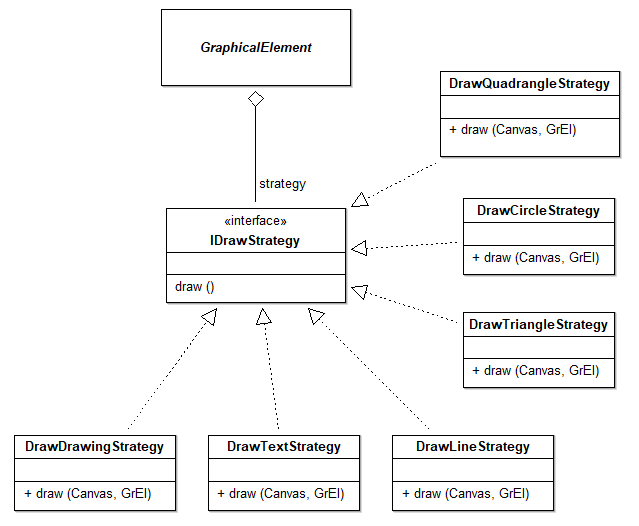 GraphicalElement
DrawQuadrangleStrategy
+ draw (Canvas, GrEl)
strategy
«interface»
IDrawStrategy
draw ()
DrawCircleStrategy
+ draw (Canvas, GrEl)
DrawTriangleStrategy
+ draw (Canvas, GrEl)
DrawDrawingStrategy
+ draw (Canvas, GrEl)
DrawTextStrategy
+ draw (Canvas, GrEl)
DrawLineStrategy
+ draw (Canvas, GrEl)